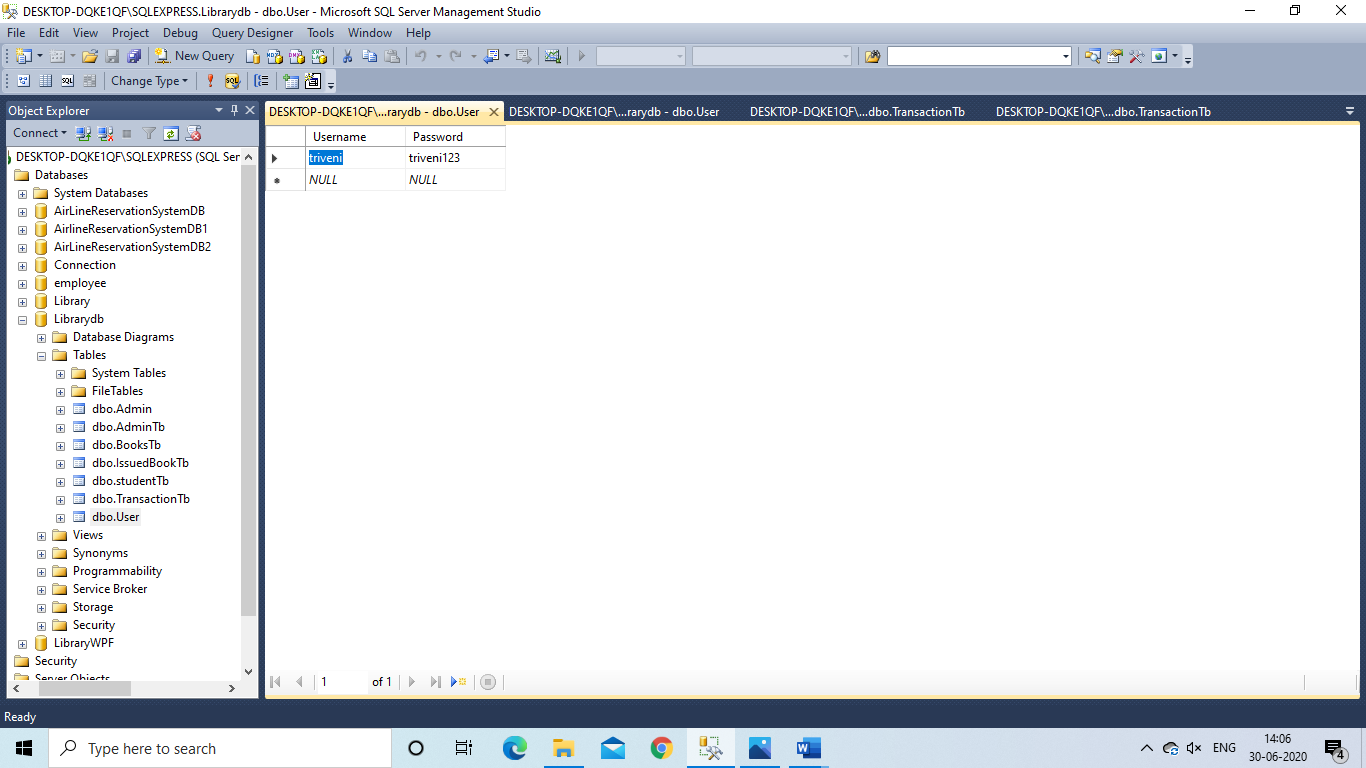 DESKTOP-DQKE1QF\SQLEXPRESS.Librarydb - dbo.User - Microsoft SQL Server Management Studio
File Edit View Project Debug Query Designer Tools Window Help
New Query
Change Type
Object Explorer
Connect
DESKTOP-DQKE1QF\SQLEXPRESS (SQL Ser
Databases
System Databases
AirLineReservationSystemDB
AirlineReservationSystemDB1
AirLineReservationSystemDB2
Connection
employee
Library
Librarydb
Database Diagrams
Tables
System Tables
FileTables
dbo.Admin
dbo.AdminTb
dbo.BooksTb
dbo.IssuedBookTb
dbo.studentTb
dbo.TransactionTb
dbo.User
Views
Synonyms
Programmability
Service Broker
Storage
Security
LibraryWPF
Security
Server Objects
DESKTOP-DQKE1QF\...rarydb - dbo.User DESKTOP-DQKE1QF\...rarydb - dbo.User DESKTOP-DQKE1QF\...dbo.TransactionTb DESKTOP-DQKE1QF\...dbo.TransactionTb
Username Password
triveni triveni123
NULL NULL
1 of 1
Ready
Type here to search
ENG
14:06
30-06-2020
4